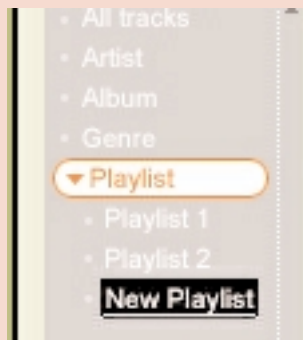 All tracks
Artist
Album
Genre
Playlist
Playlist 1
Playlist 2
New Playlist